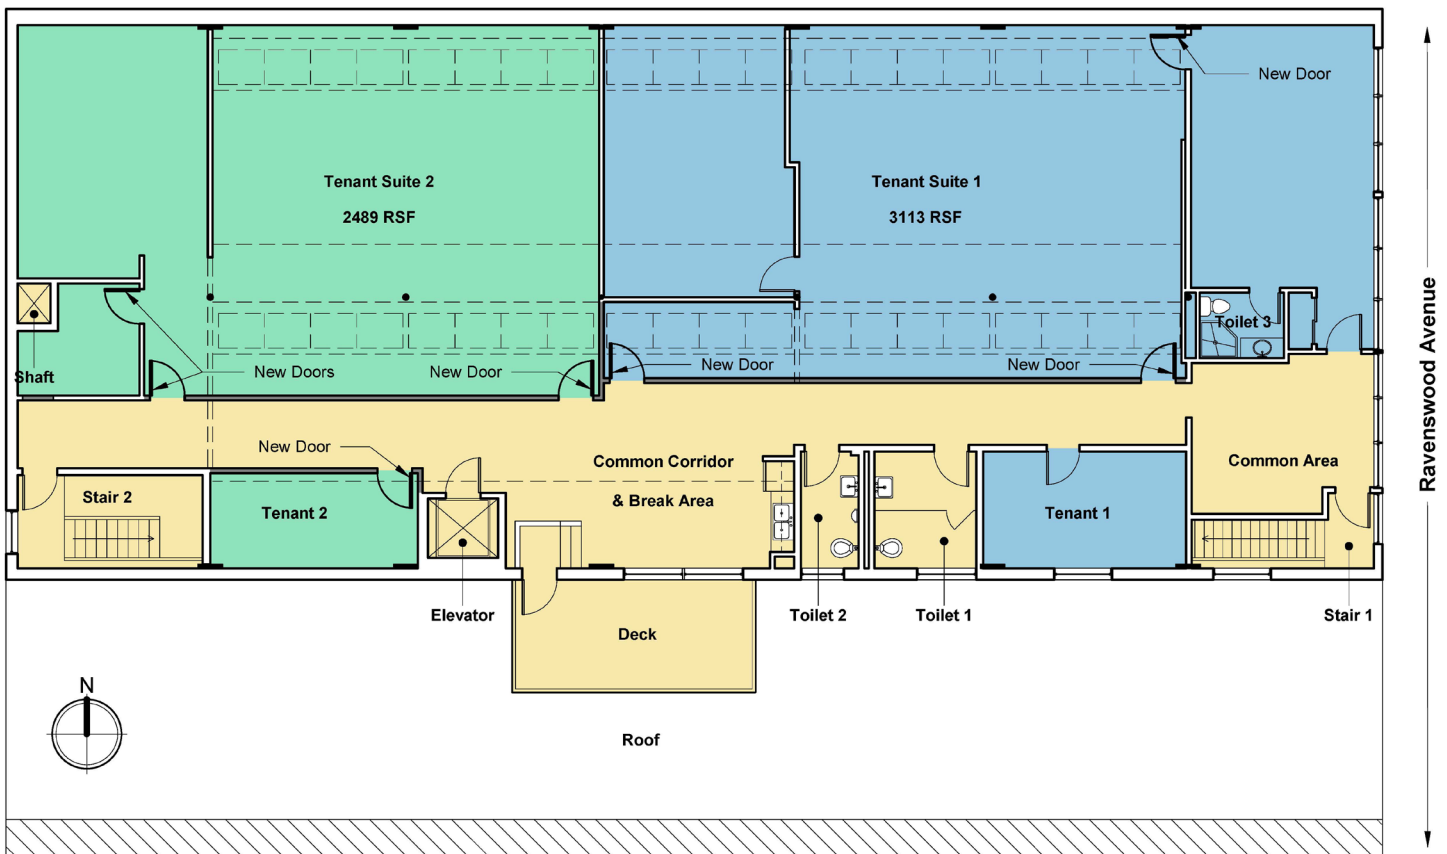 New Door
Tenant Suite 2
2489 RSF
Tenant Suite 1
3113 RSF
Toilet 3
Shaft
New Doors
New Door
New Door
New Door
New Door
Common Corridor
& Break Area
Common Area
Stair 2
Tenant 2
Tenant 1
Elevator
Toilet 2
Toilet 1
Stair 1
Deck
N
Roof
Ravenswood Avenue